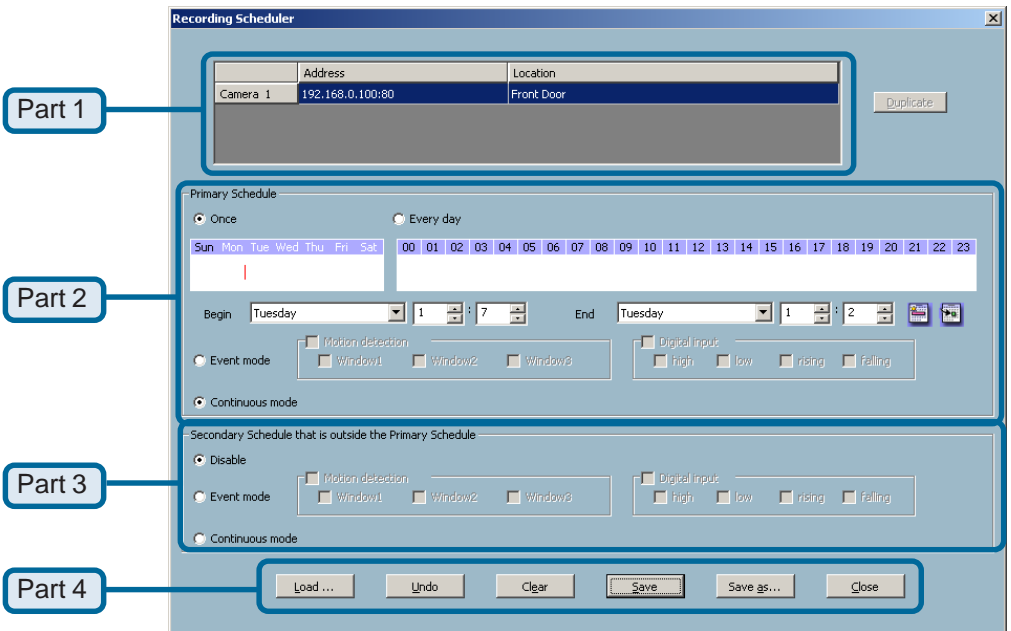 Recording Scheduler
Address Location
Part 1
Camera 1 192.168.0.100:80 Front Door
Duplicate
Primary Schedule
Once Every day
Sun Mon Tue Wed Thu Fri Sat 00 01 02 03 04 05 06 07 08 09 10 11 12 13 14 15 16 17 18 19 20 21 22 23
Part 2
Begin Tuesday 1 : 7 End Tuesday 1 : 2
Motion detection Digital input
Event mode Window1 Window2 Window3 high low rising falling
Continuous mode
Secondary Schedule that is outside the Primary Schedule
Disable
Part 3
Motion detection Digital input
Event mode Window1 Window2 Window3 high low rising falling
Continuous mode
Part 4
Load ... Undo Clear Save Save as... Close